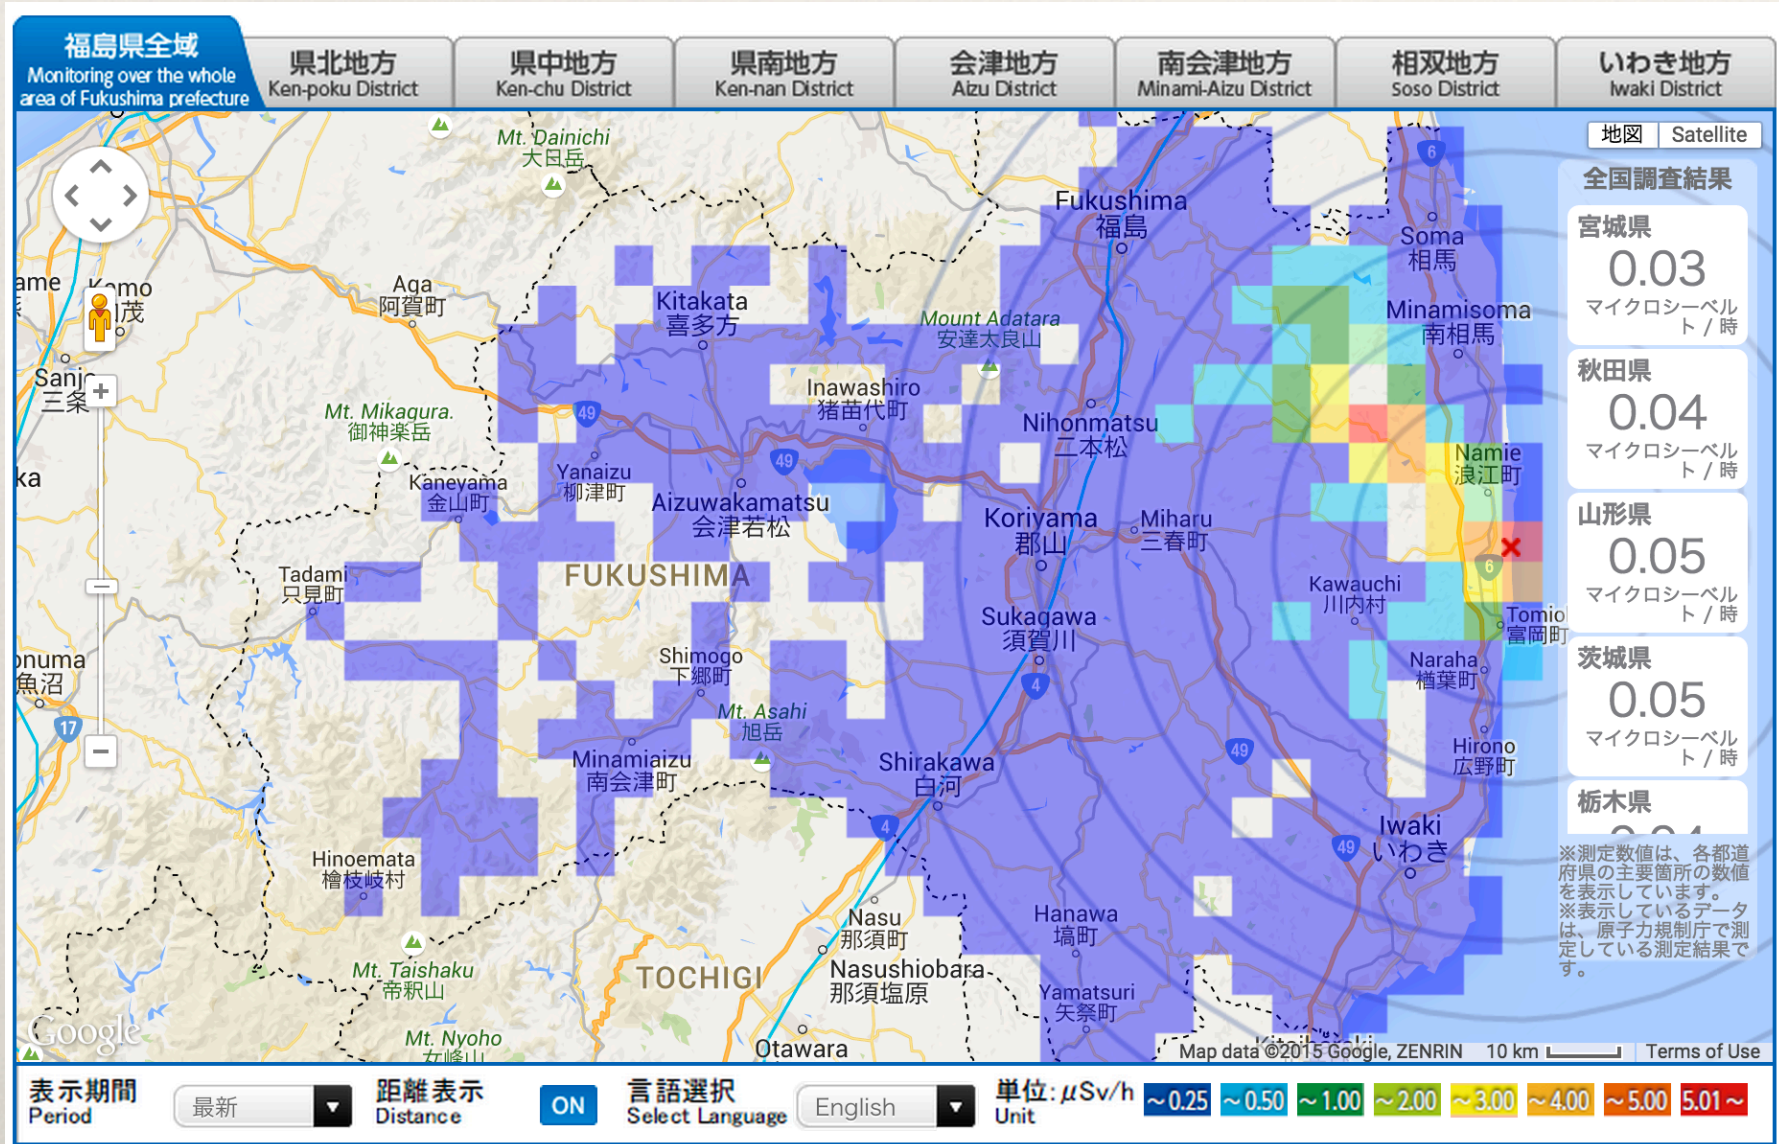 福島県全域
Monitoring over the whole
area of Fukushima prefecture
県北地方
Ken-poku District
県中地方
Ken-chu District
県南地方
Ken-nan District
会津地方
Aizu District
南会津地方
Minami-Aizu District
相双地方
Soso District
いわき地方
Iwaki District
地図
Satellite
Mt. Dainichi
大日岳
6
Fukushima
福島
Soma
相馬
Aga
阿賀町
Kitakata
喜多方
Mount Adatara
安達太良山
Minamisoma
南相馬
Sanjo
三条
Inawashiro
猪苗代町
Mt. Mikagura
御神楽岳
49
Nihonmatsu
二本松
Namie
浪江町
49
Yanaizu
柳津町
Kaneyama
金山町
Aizuwakamatsu
会津若松
Koriyama
郡山
Miharu
三春町
6
FUKUSHIMA
Tadami
只見町
Kawauchi
川内村
Sukagawa
須賀川
富岡町
Shimogo
下郷町
Naraha
楢葉町
魚沼
4
17
Mt. Asahi
旭岳
Minamiaizu
南会津町
Shirakawa
白河
49
Hirono
広野町
4
49
Iwaki
いわき
Hinoemata
檜枝岐村
Nasu
那須町
Hanawa
塙町
Mt. Taishaku
帝釈山
TOCHIGI
Nasushiobara
那須塩原
Yamatsuri
矢祭町
Google
Mt. Nyoho
女峰山
Otawara
全国調査結果
宮城県
0.03
マイクロシーベル
ト / 時
秋田県
0.04
マイクロシーベル
ト / 時
山形県
0.05
マイクロシーベル
ト / 時
茨城県
0.05
マイクロシーベル
ト / 時
栃木県
※測定数値は、各都道
府県の主要箇所の数値
を表示しています。
※表示しているデータ
は、原子力規制庁で測
定している測定結果で
す。
Map data ©2015 Google, ZENRIN 10 km Terms of Use
表示期間
Period
最新
距離表示
Distance
ON
言語選択
Select Language
English
単位:μSv/h
Unit
～0.25 ～0.50 ～1.00 ～2.00 ～3.00 ～4.00 ～5.00 5.01～